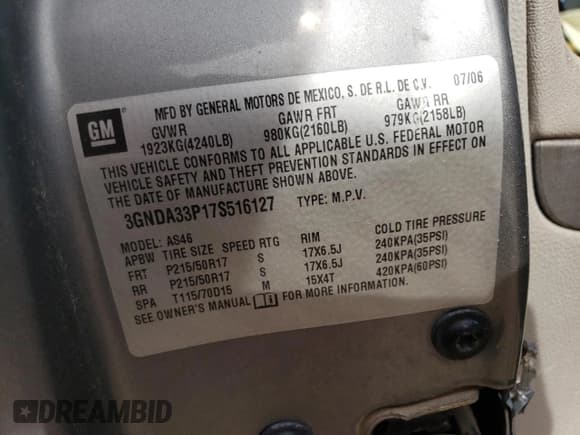 GM
MFD BY GENERAL MOTORS DE MEXICO, S. DE R.L. DE C.V. 07/06
GVWR GAWR FRT GAWR RR
1923KG(4240LB) 980KG(2160LB) 979KG(2158LB)
THIS VEHICLE CONFORMS TO ALL APPLICABLE U.S. FEDERAL MOTOR
VEHICLE SAFETY AND THEFT PREVENTION STANDARDS IN EFFECT ON
THE DATE OF MANUFACTURE SHOWN ABOVE.
3GNDA33P17S516127 TYPE: M.P.V.
MODEL: AS46
APBW TIRE SIZE SPEED RTG RIM COLD TIRE PRESSURE
FRT P215/50R17 S 17X6.5J 240KPA(35PSI)
RR P215/50R17 S 17X6.5J 240KPA(35PSI)
SPA T115/70D15 M 15X4T 420KPA(60PSI)
SEE OWNER'S MANUAL FOR MORE INFORMATION.
DREAMBID